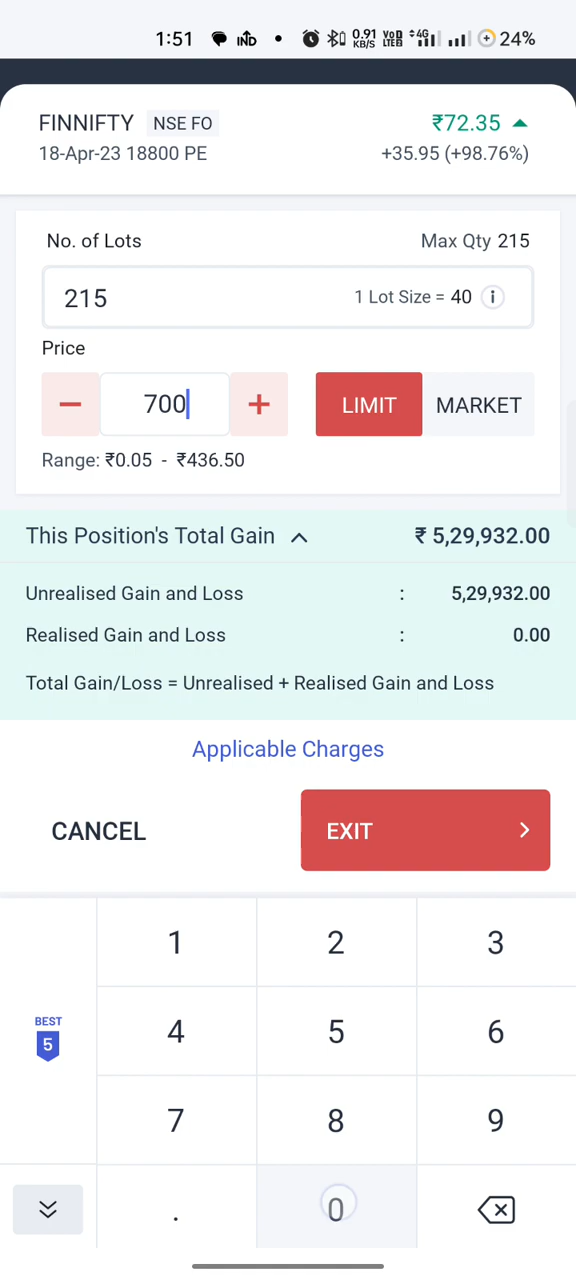 1:51 IND • 0.91 KB/S VoD LTE 4G 24%
FINNIFTY NSE FO ₹72.35
18-Apr-23 18800 PE +35.95 (+98.76%)
No. of Lots Max Qty 215
215 1 Lot Size = 40 i
Price
− 700 + LIMIT MARKET
Range: ₹0.05 - ₹436.50
This Position's Total Gain ₹ 5,29,932.00
Unrealised Gain and Loss : 5,29,932.00
Realised Gain and Loss : 0.00
Total Gain/Loss = Unrealised + Realised Gain and Loss
Applicable Charges
CANCEL EXIT
1 2 3
BEST 5
4 5 6
7 8 9
. 0